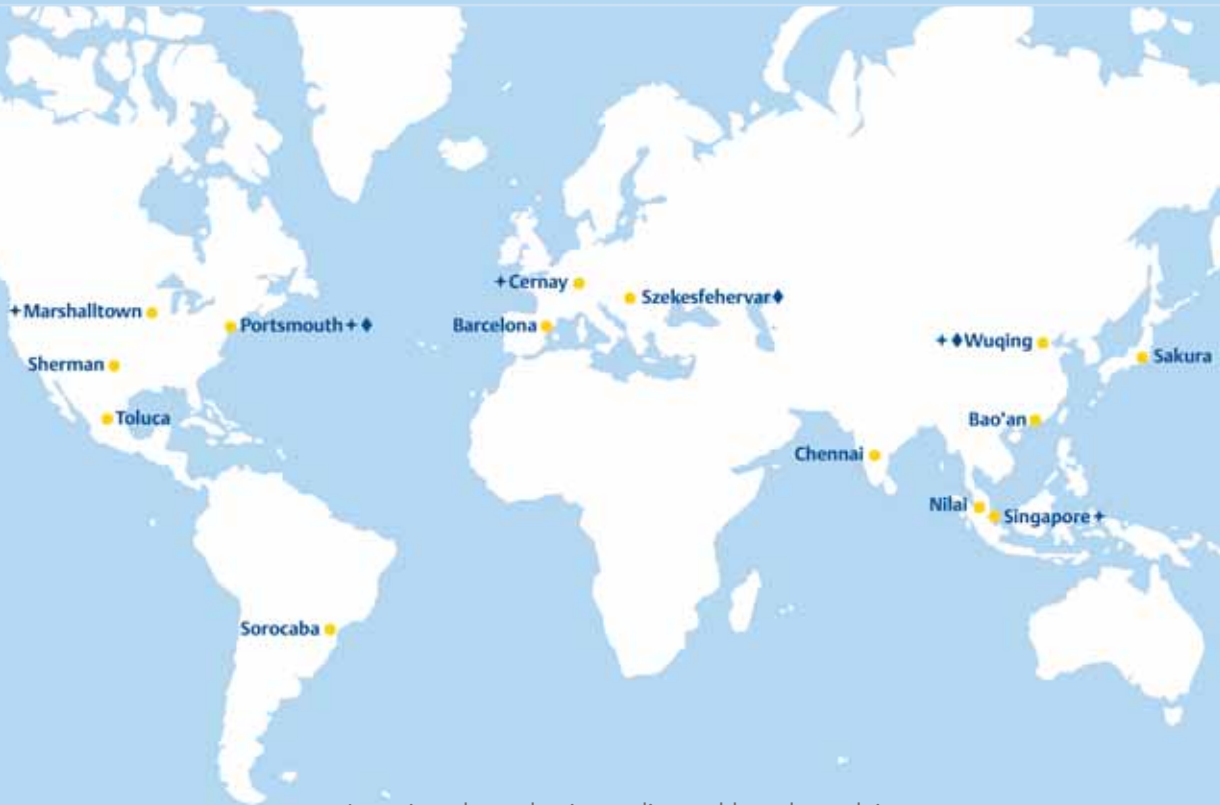 ✦Cernay
Szekesfehervar♦
✦Marshalltown
Portsmouth✦♦
Barcelona
✦♦Wuqing
Sakura
Sherman
Toluca
Bao'an
Chennai
Nilai
Singapore✦
Sorocaba